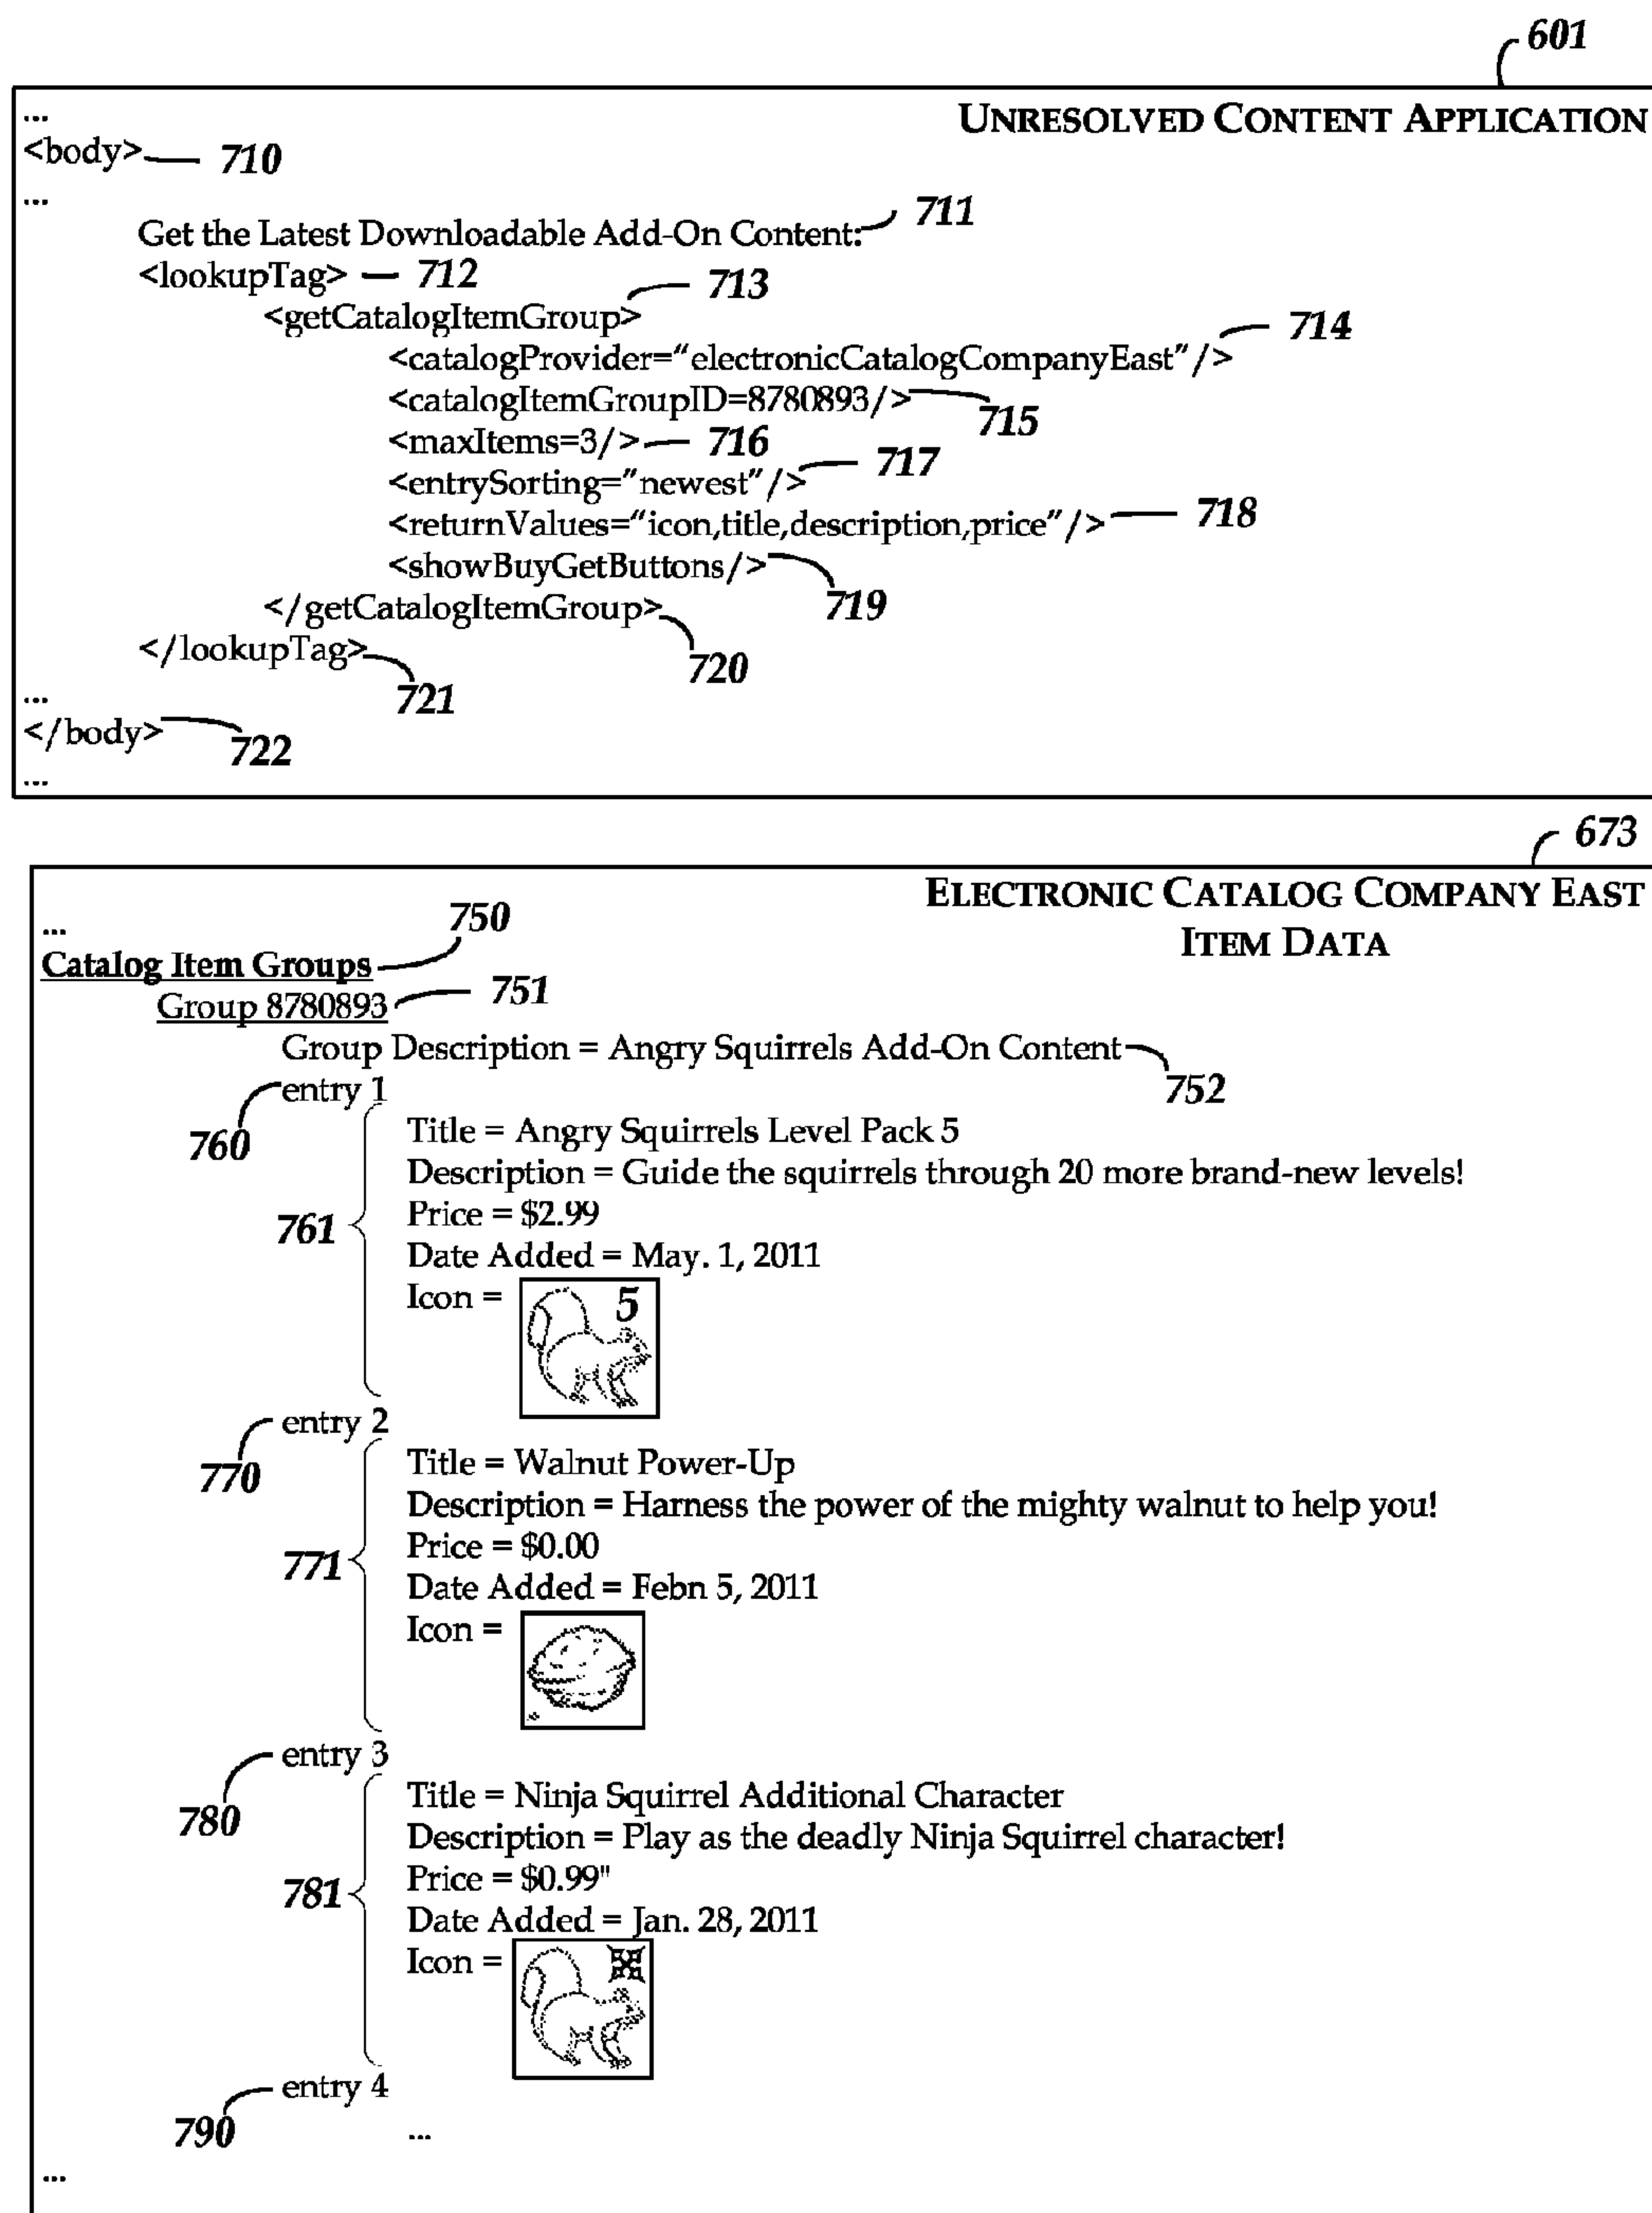 601
... UNRESOLVED CONTENT APPLICATION
<body> 710
...
Get the Latest Downloadable Add-On Content: 711
<lookupTag> 712
<getCatalogItemGroup> 713
<catalogProvider="electronicCatalogCompanyEast"/> 714
<catalogItemGroupID=8780893/> 715
<maxItems=3/> 716
<entrySorting="newest"/> 717
<returnValues="icon,title,description,price"/> 718
<showBuyGetButtons/> 719
</getCatalogItemGroup> 720
</lookupTag> 721
...
</body> 722
...
673
ELECTRONIC CATALOG COMPANY EAST
... ITEM DATA
Catalog Item Groups 750
Group 8780893 751
Group Description = Angry Squirrels Add-On Content 752
760 entry 1
761
Title = Angry Squirrels Level Pack 5
Description = Guide the squirrels through 20 more brand-new levels!
Price = $2.99
Date Added = May. 1, 2011
Icon = 5
770 entry 2
771
Title = Walnut Power-Up
Description = Harness the power of the mighty walnut to help you!
Price = $0.00
Date Added = Febn 5, 2011
Icon =
780 entry 3
781
Title = Ninja Squirrel Additional Character
Description = Play as the deadly Ninja Squirrel character!
Price = $0.99"
Date Added = Jan. 28, 2011
Icon =
790 entry 4
...
...